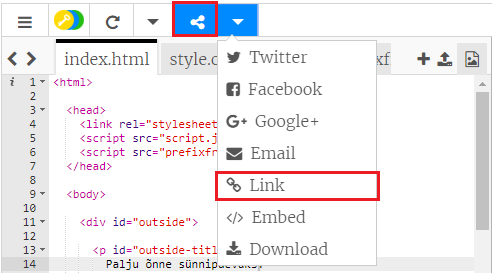 index.html
style.c
xf
Twitter
Facebook
Google+
Email
Link
Embed
Download
i 1 <html>
2
3 <head>
4 <link rel="stylesheet
5 <script src="script.j
6 <script src="prefixfr
7 </head>
8
9 <body>
10
11 <div id="outside">
12
13 <p id="outside-titl
14 Palju õnne sünnipäevaks,